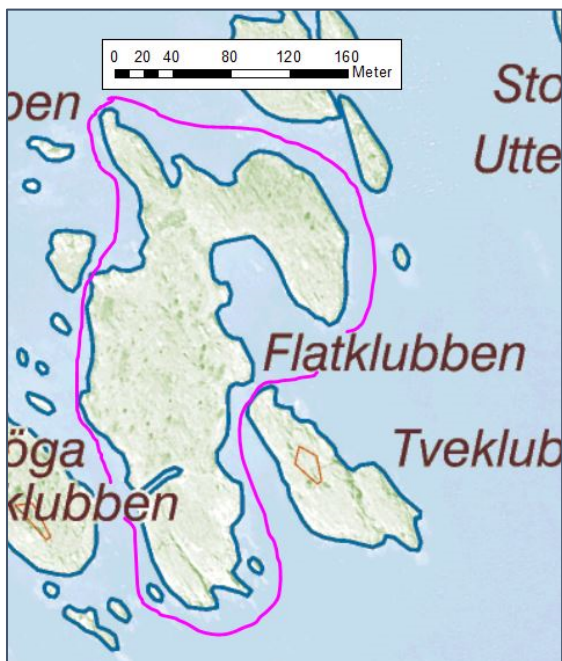 0 20 40 80 120 160
Meter
ben
Sto
Utte
Flatklubben
öga
Tveklub
klubben